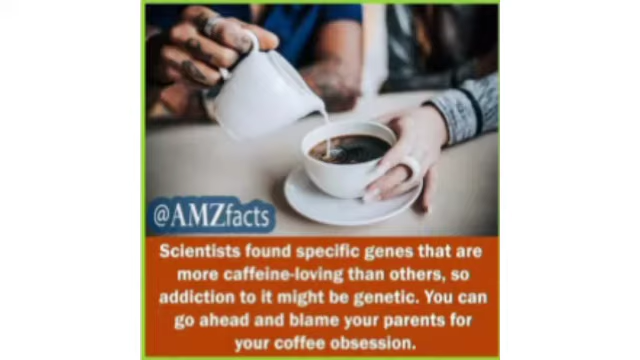 @AMZfacts
Scientists found specific genes that are
more caffeine-loving than others, so
addiction to it might be genetic. You can
go ahead and blame your parents for
your coffee obsession.